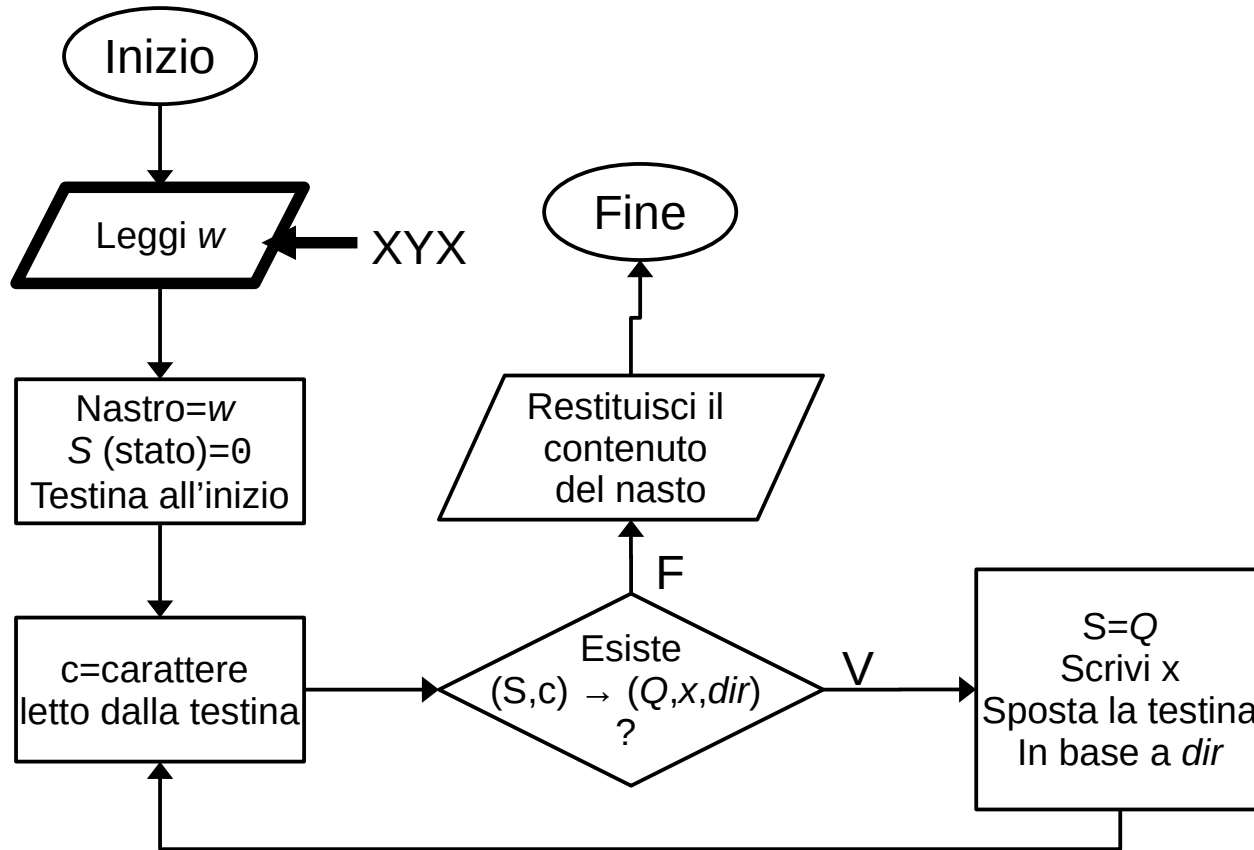 Inizio
Leggi w
XYX
Nastro=w
S (stato)=0
Testina all’inizio
c=carattere
letto dalla testina
Esiste
(S,c) → (Q,x,dir)
?
F
V
Restituisci il
contenuto
del nasto
Fine
S=Q
Scrivi x
Sposta la testina
In base a dir